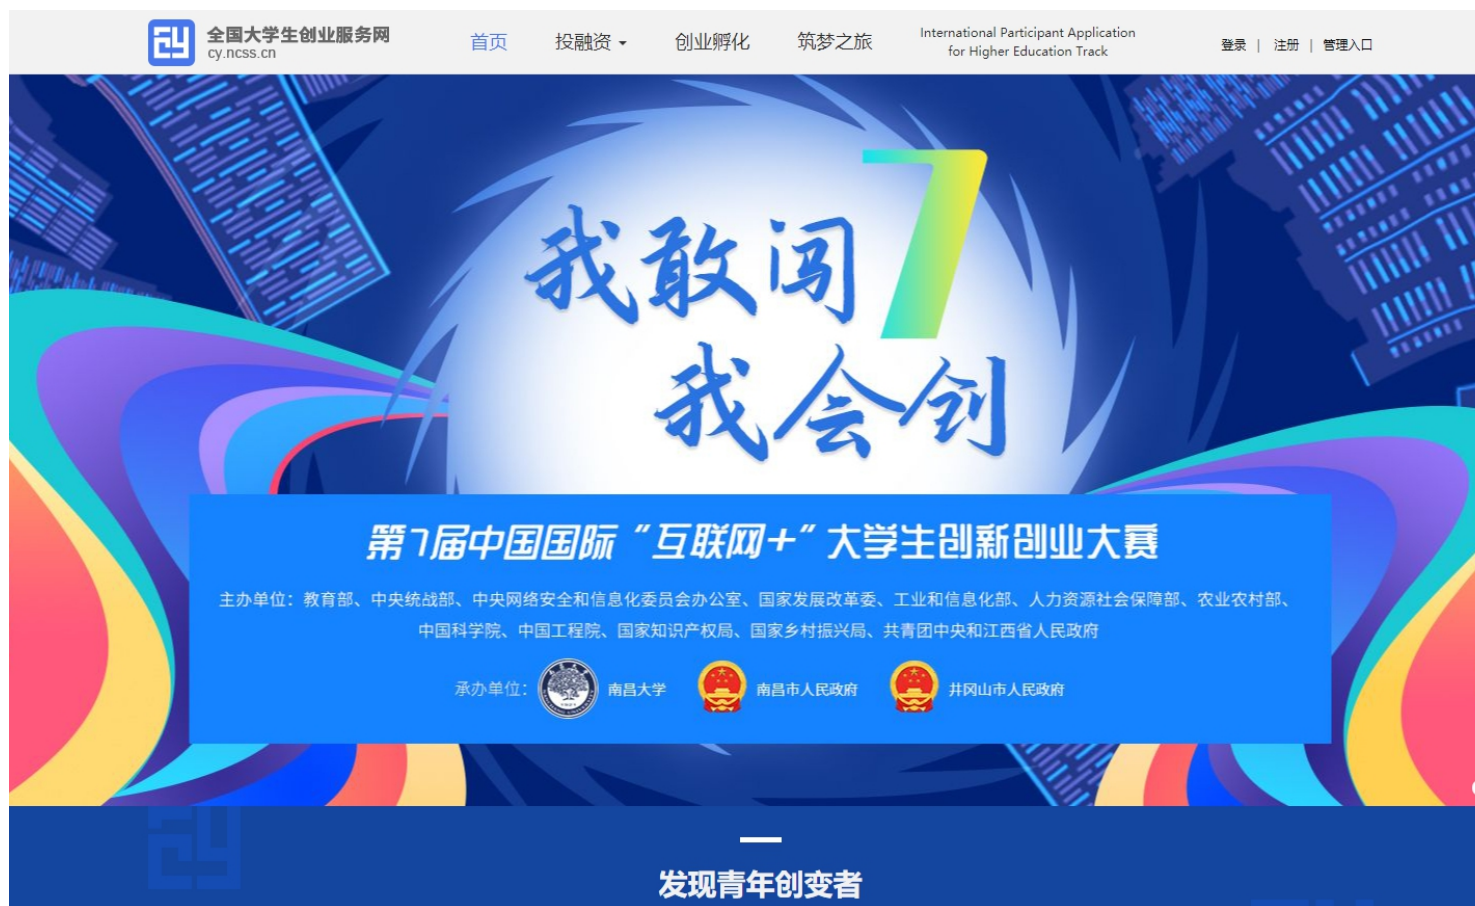 全国大学生创业服务网
cy.ncss.cn
首页 投融资 创业孵化 筑梦之旅 International Participant Application for Higher Education Track 登录 | 注册 | 管理入口
我敢闯
7
我会创
第7届中国国际“互联网+”大学生创新创业大赛
主办单位：教育部、中央统战部、中央网络安全和信息化委员会办公室、国家发展改革委、工业和信息化部、人力资源社会保障部、农业农村部、
中国科学院、中国工程院、国家知识产权局、国家乡村振兴局、共青团中央和江西省人民政府
承办单位： 南昌大学 南昌市人民政府 井冈山市人民政府
发现青年创变者